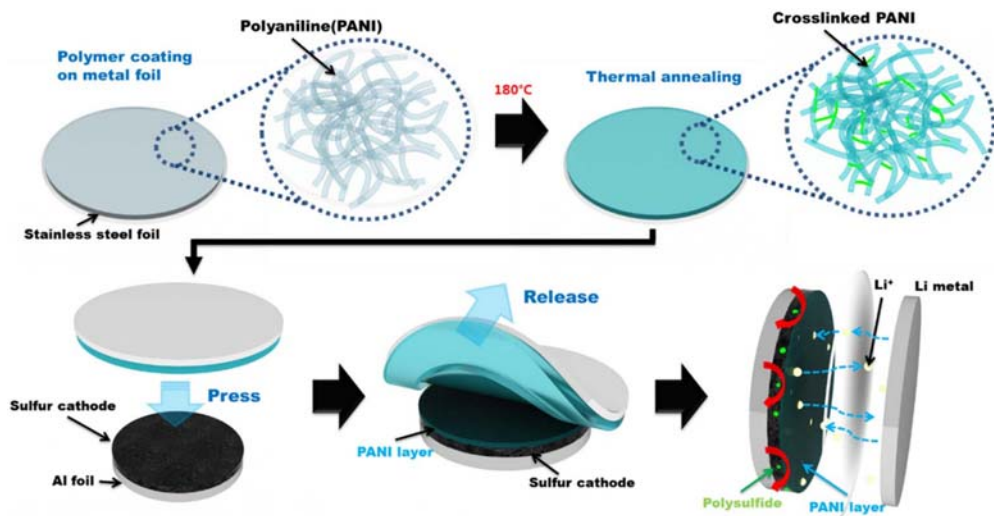 Polyaniline(PANI)
Polymer coating
on metal foil
Stainless steel foil
180°C
Crosslinked PANI
Thermal annealing
Press
Sulfur cathode
Al foil
Release
PANI layer
Sulfur cathode
Li⁺
Li metal
Polysulfide
PANI layer